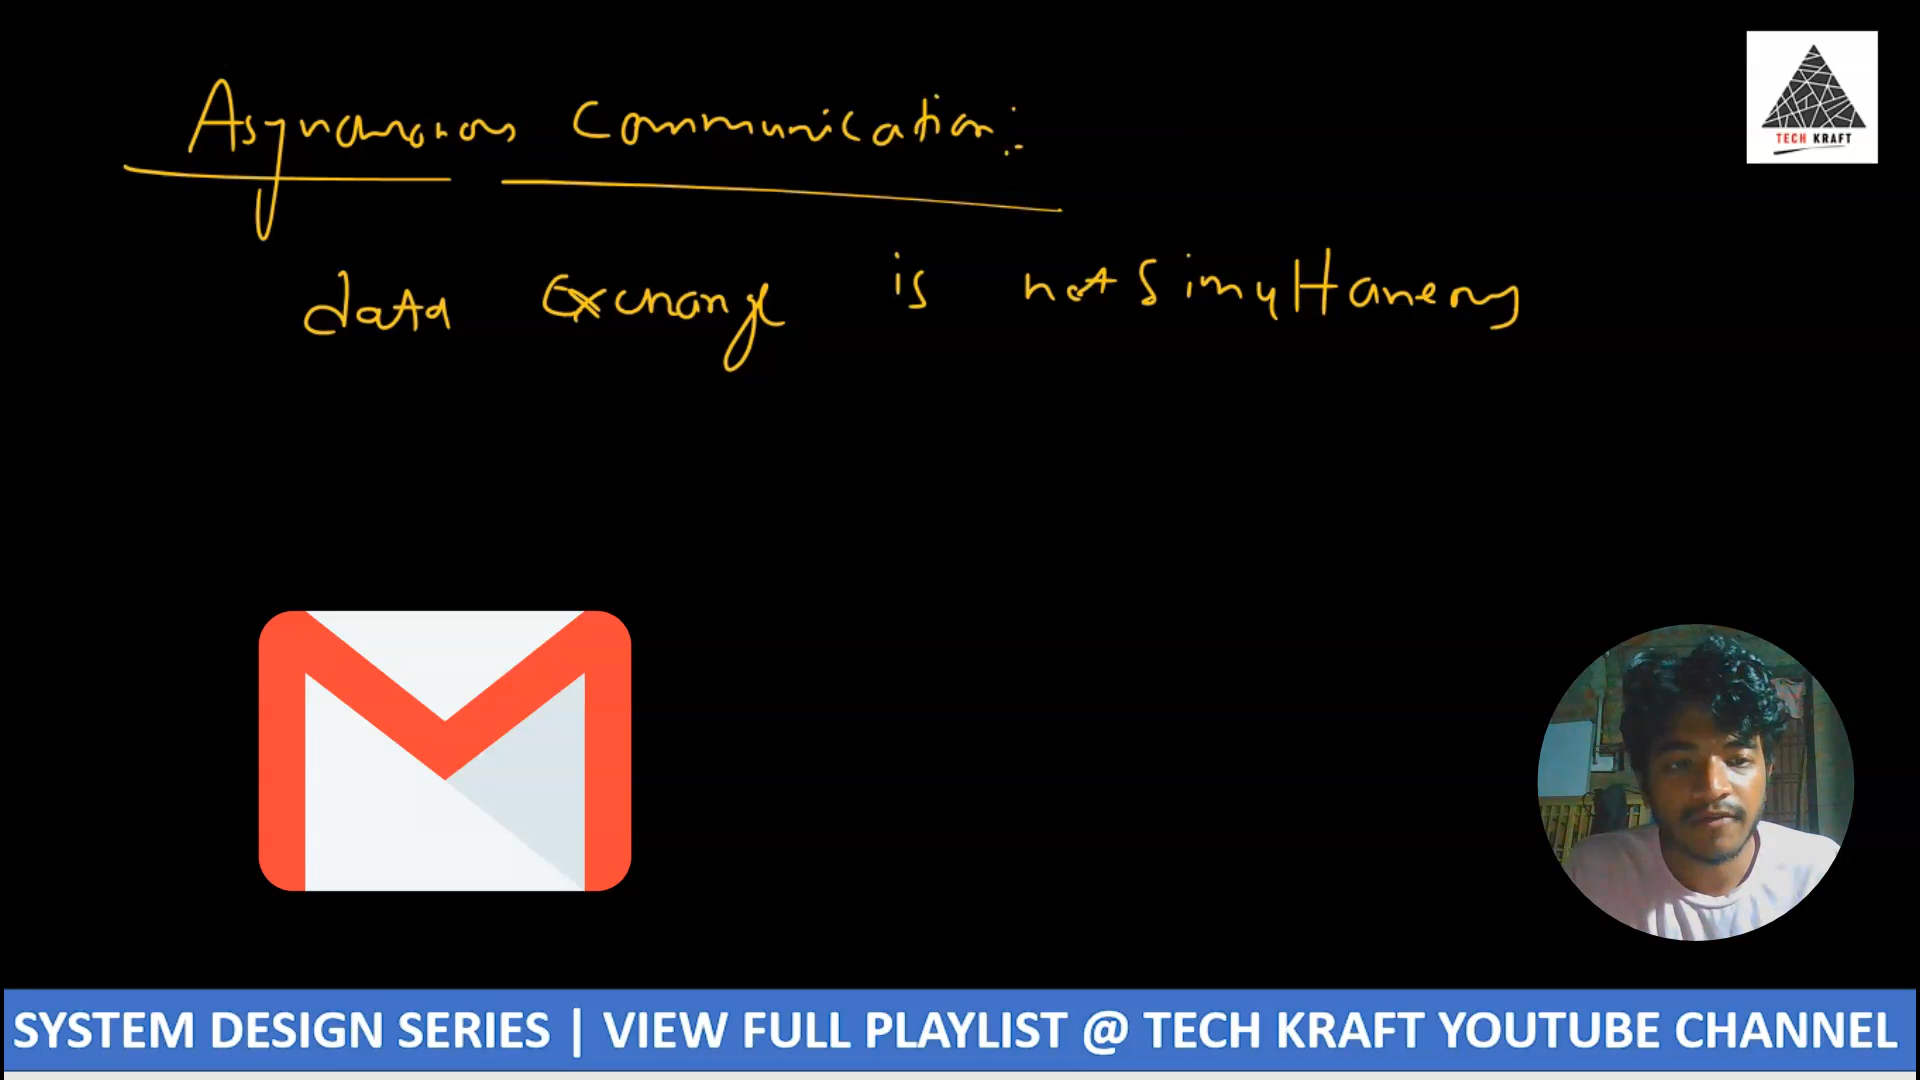 Asynchronous Communication:-
data Exchange is not Simultaneous
TECH KRAFT
SYSTEM DESIGN SERIES | VIEW FULL PLAYLIST @ TECH KRAFT YOUTUBE CHANNEL